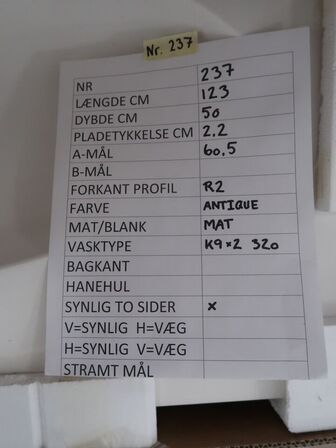 Nr. 237
NR 237
LÆNGDE CM 123
DYBDE CM 50
PLADETYKKELSE CM 2.2
A-MÅL 60.5
B-MÅL
FORKANT PROFIL R2
FARVE ANTIQUE
MAT/BLANK MAT
VASKTYPE K9×2 320
BAGKANT
HANEHUL
SYNLIG TO SIDER x
V=SYNLIG H=VÆG
H=SYNLIG V=VÆG
STRAMT MÅL